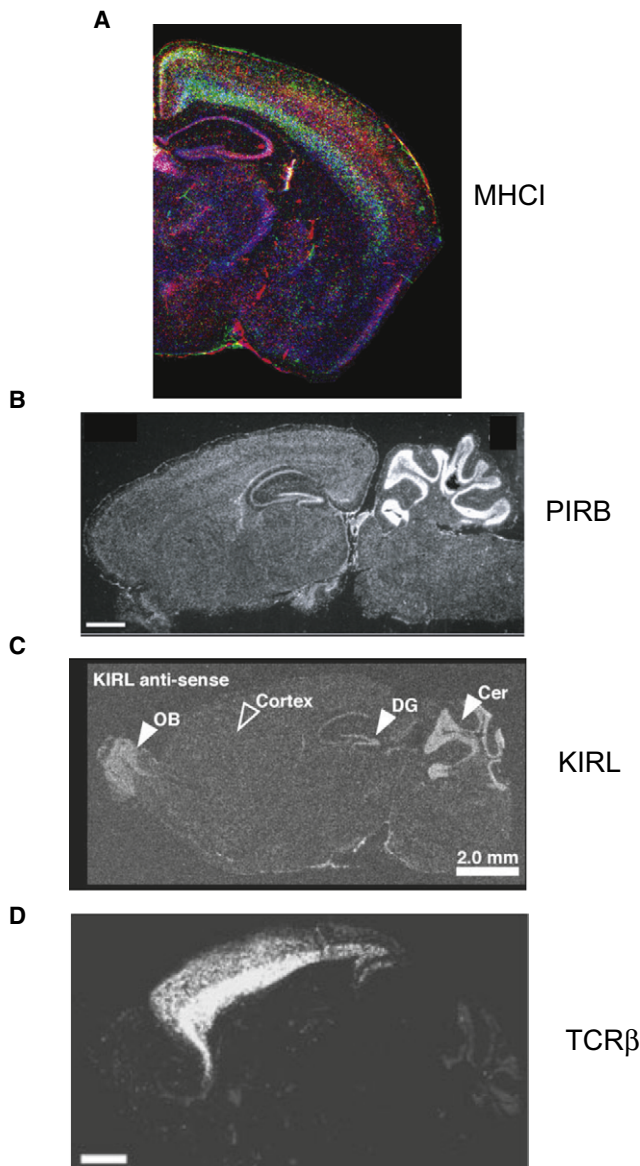 A
MHCI
B
PIRB
C
KIRL anti-sense
OB
Cortex
DG
Cer
2.0 mm
KIRL
D
TCRβ